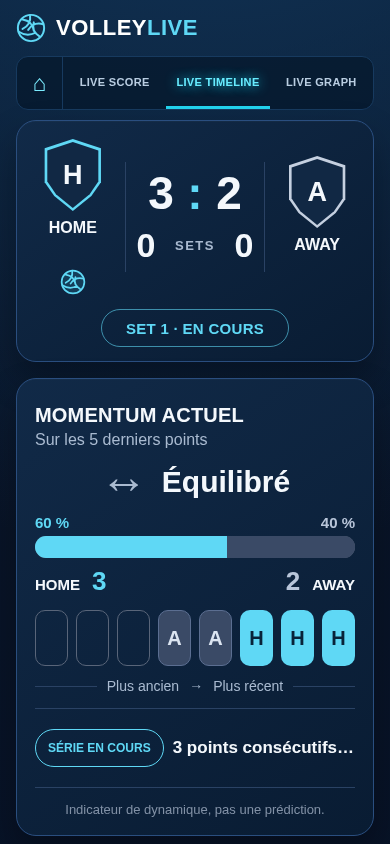 VOLLEYLIVE
LIVE SCORE LIVE TIMELINE LIVE GRAPH
H 3 : 2 A
HOME 0 SETS 0 AWAY
SET 1 · EN COURS
MOMENTUM ACTUEL
Sur les 5 derniers points
↔ Équilibré
60 % 40 %
HOME 3 2 AWAY
A A H H H
Plus ancien → Plus récent
SÉRIE EN COURS 3 points consécutifs…
Indicateur de dynamique, pas une prédiction.